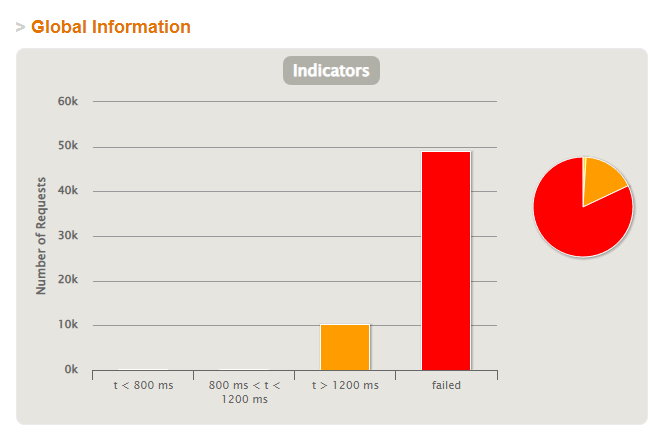 > Global Information
Indicators
60k
50k
40k
30k
20k
10k
0k
Number of Requests
t < 800 ms
800 ms < t <
1200 ms
t > 1200 ms
failed